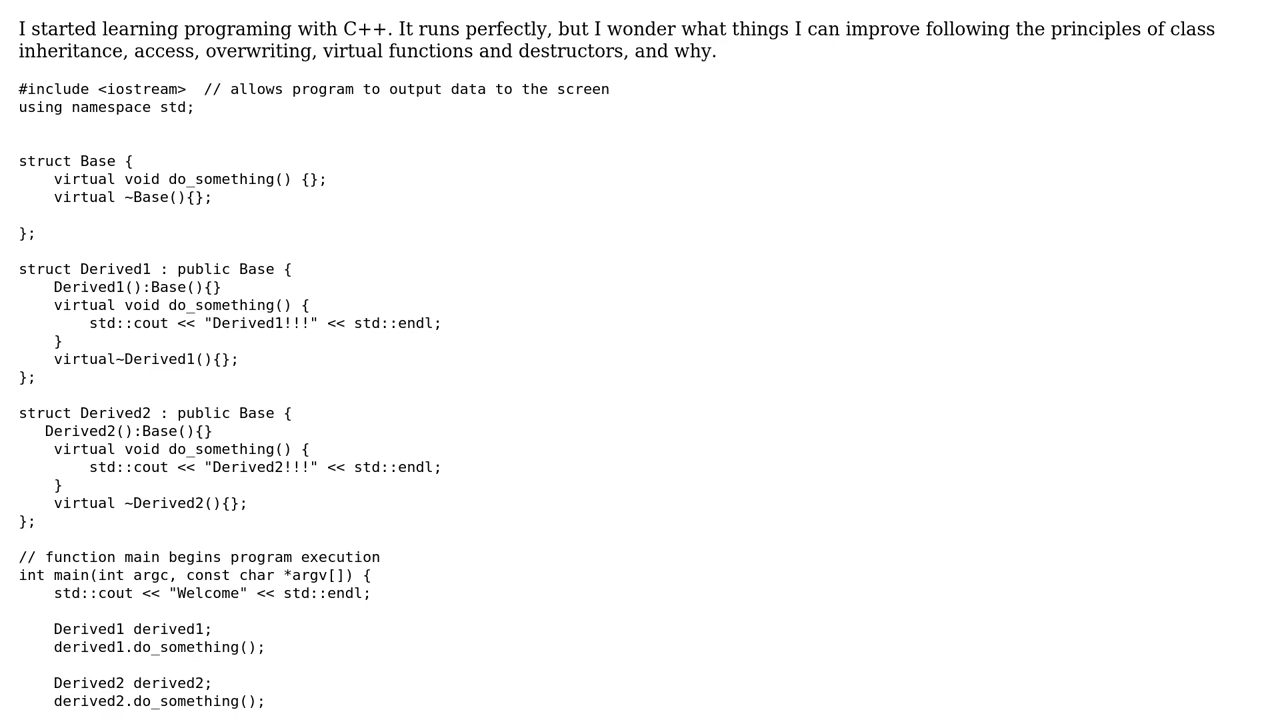 I started learning programing with C++. It runs perfectly, but I wonder what things I can improve following the principles of class
inheritance, access, overwriting, virtual functions and destructors, and why.
#include <iostream>  // allows program to output data to the screen
using namespace std;
struct Base {
    virtual void do_something() {};
    virtual ~Base(){};
};
struct Derived1 : public Base {
    Derived1():Base(){}
    virtual void do_something() {
        std::cout << "Derived1!!!" << std::endl;
    }
    virtual~Derived1(){};
};
struct Derived2 : public Base {
   Derived2():Base(){}
    virtual void do_something() {
        std::cout << "Derived2!!!" << std::endl;
    }
    virtual ~Derived2(){};
};
// function main begins program execution
int main(int argc, const char *argv[]) {
    std::cout << "Welcome" << std::endl;
    Derived1 derived1;
    derived1.do_something();
    Derived2 derived2;
    derived2.do_something();